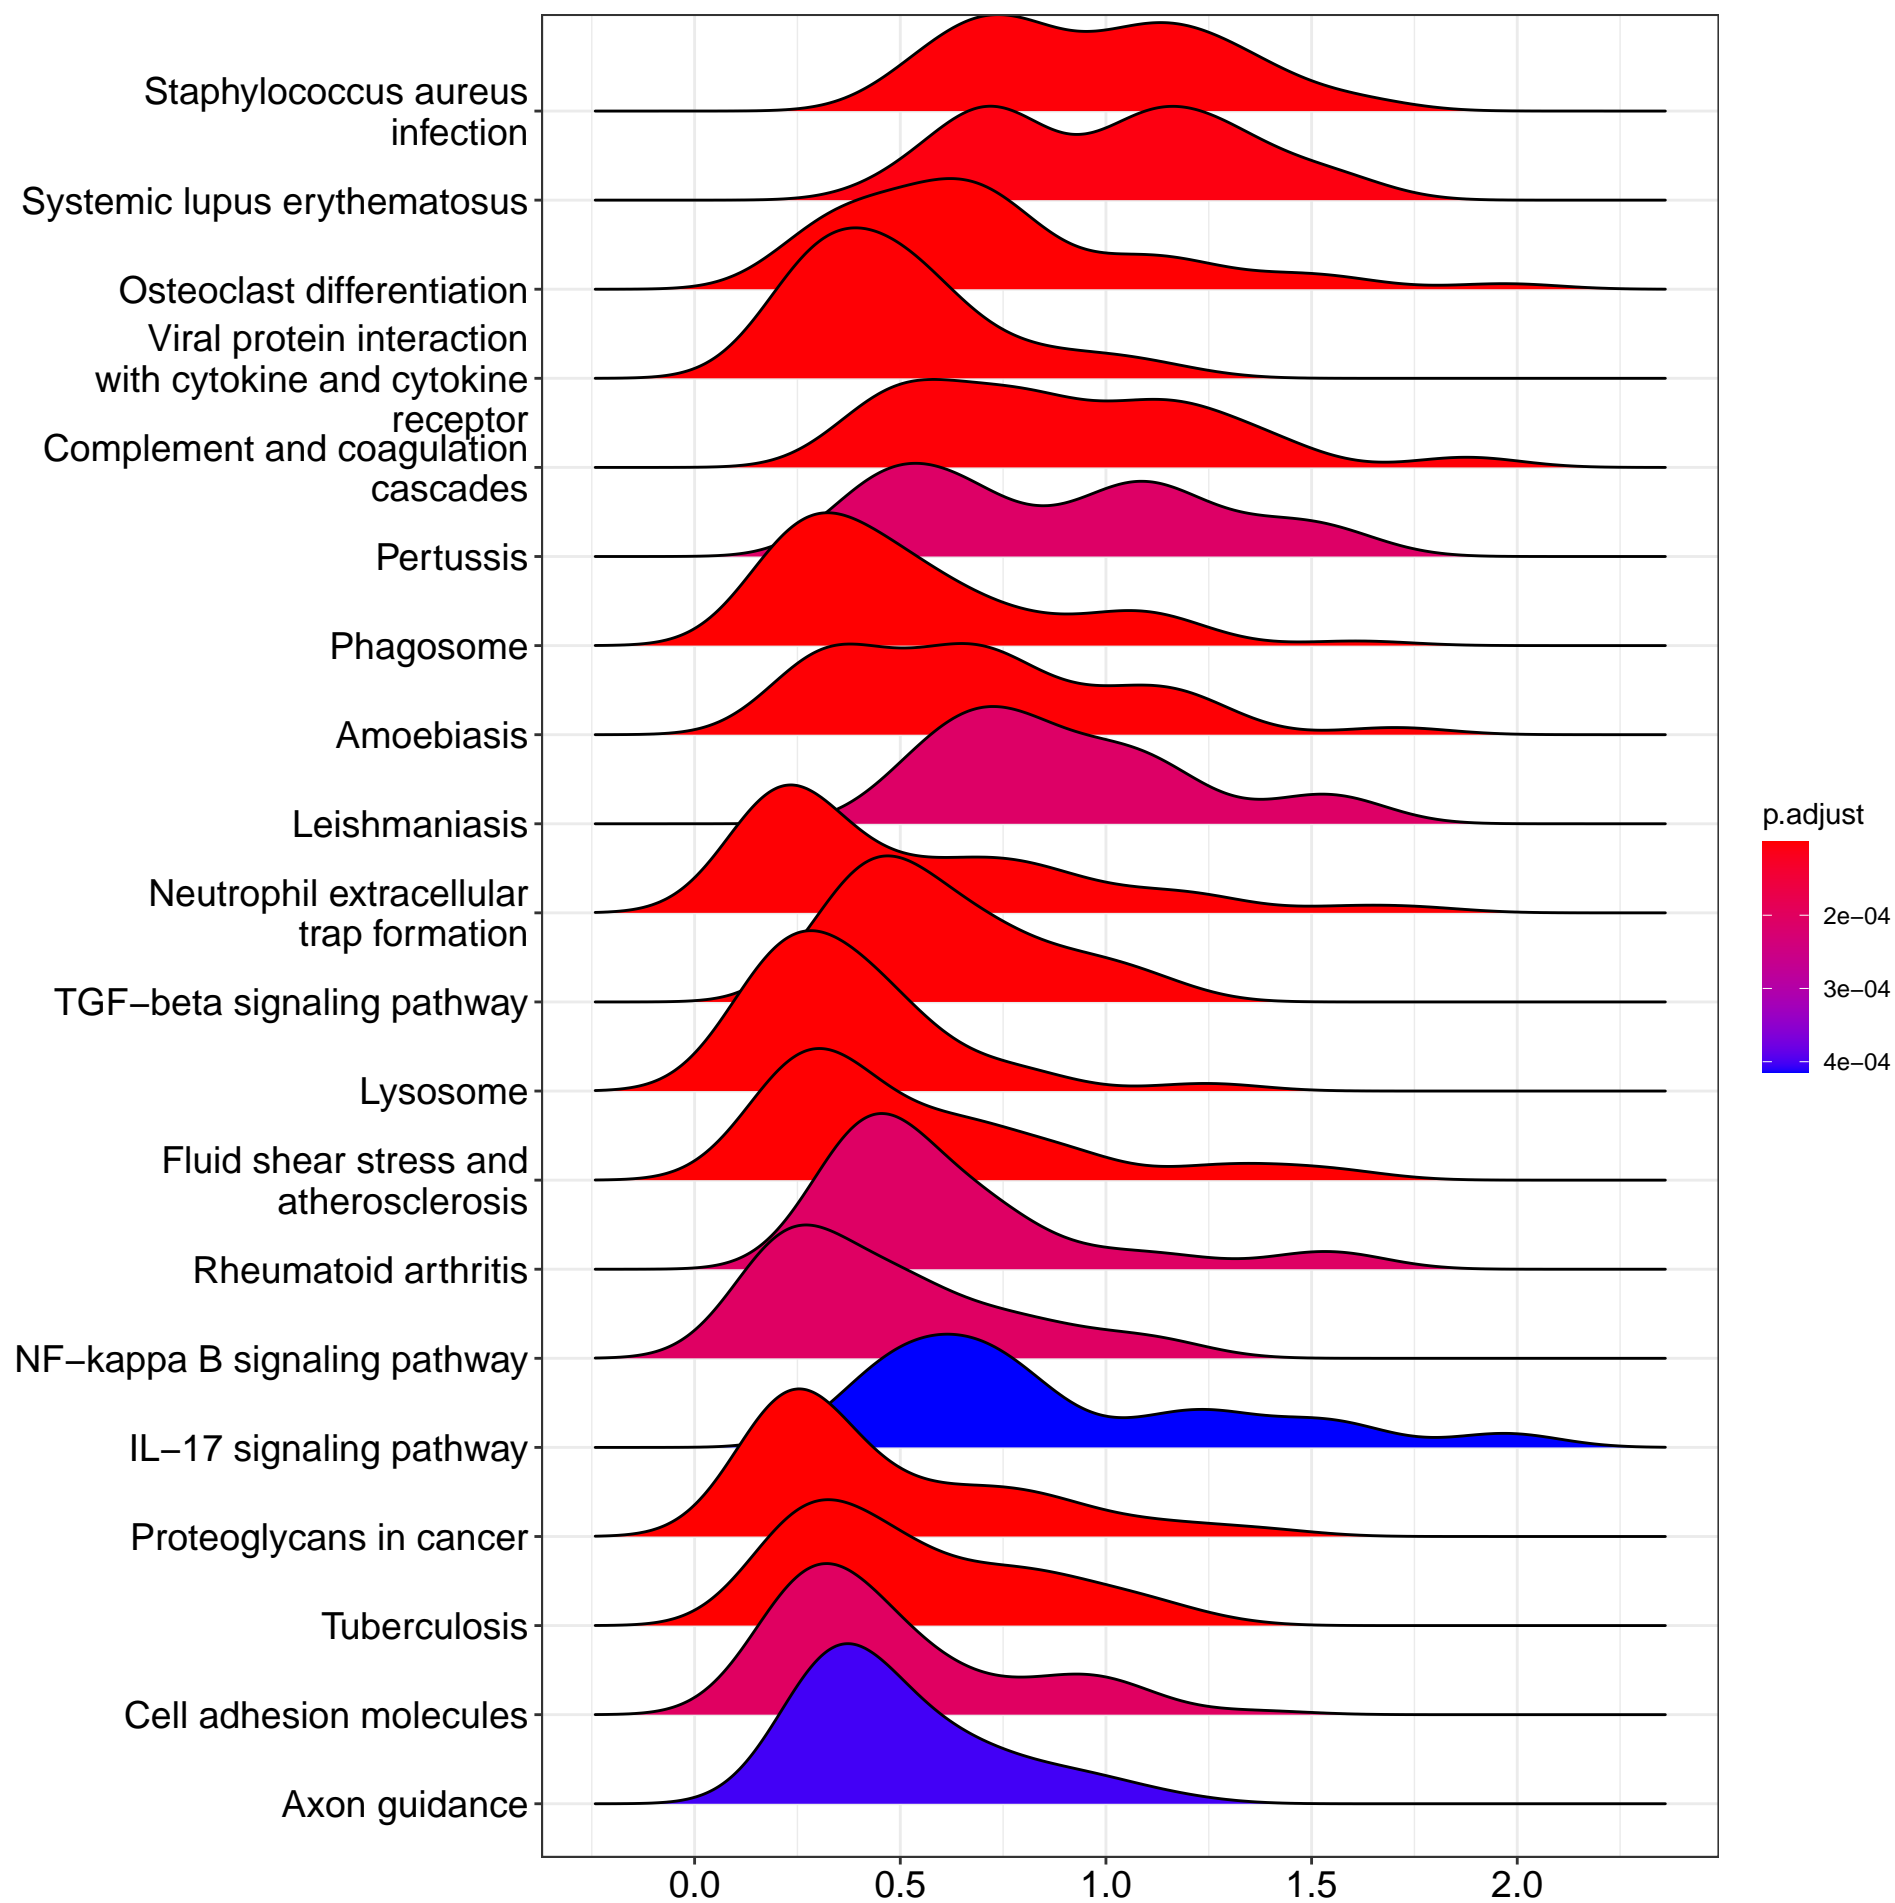 Staphylococcus aureus
infection
Systemic lupus erythematosus
Osteoclast differentiation
Viral protein interaction
with cytokine and cytokine
receptor
Complement and coagulation
cascades
Pertussis
Phagosome
Amoebiasis
Leishmaniasis
Neutrophil extracellular
trap formation
TGF−beta signaling pathway
Lysosome
Fluid shear stress and
atherosclerosis
Rheumatoid arthritis
NF−kappa B signaling pathway
IL−17 signaling pathway
Proteoglycans in cancer
Tuberculosis
Cell adhesion molecules
Axon guidance
0.0 0.5 1.0 1.5 2.0
p.adjust
2e−04
3e−04
4e−04